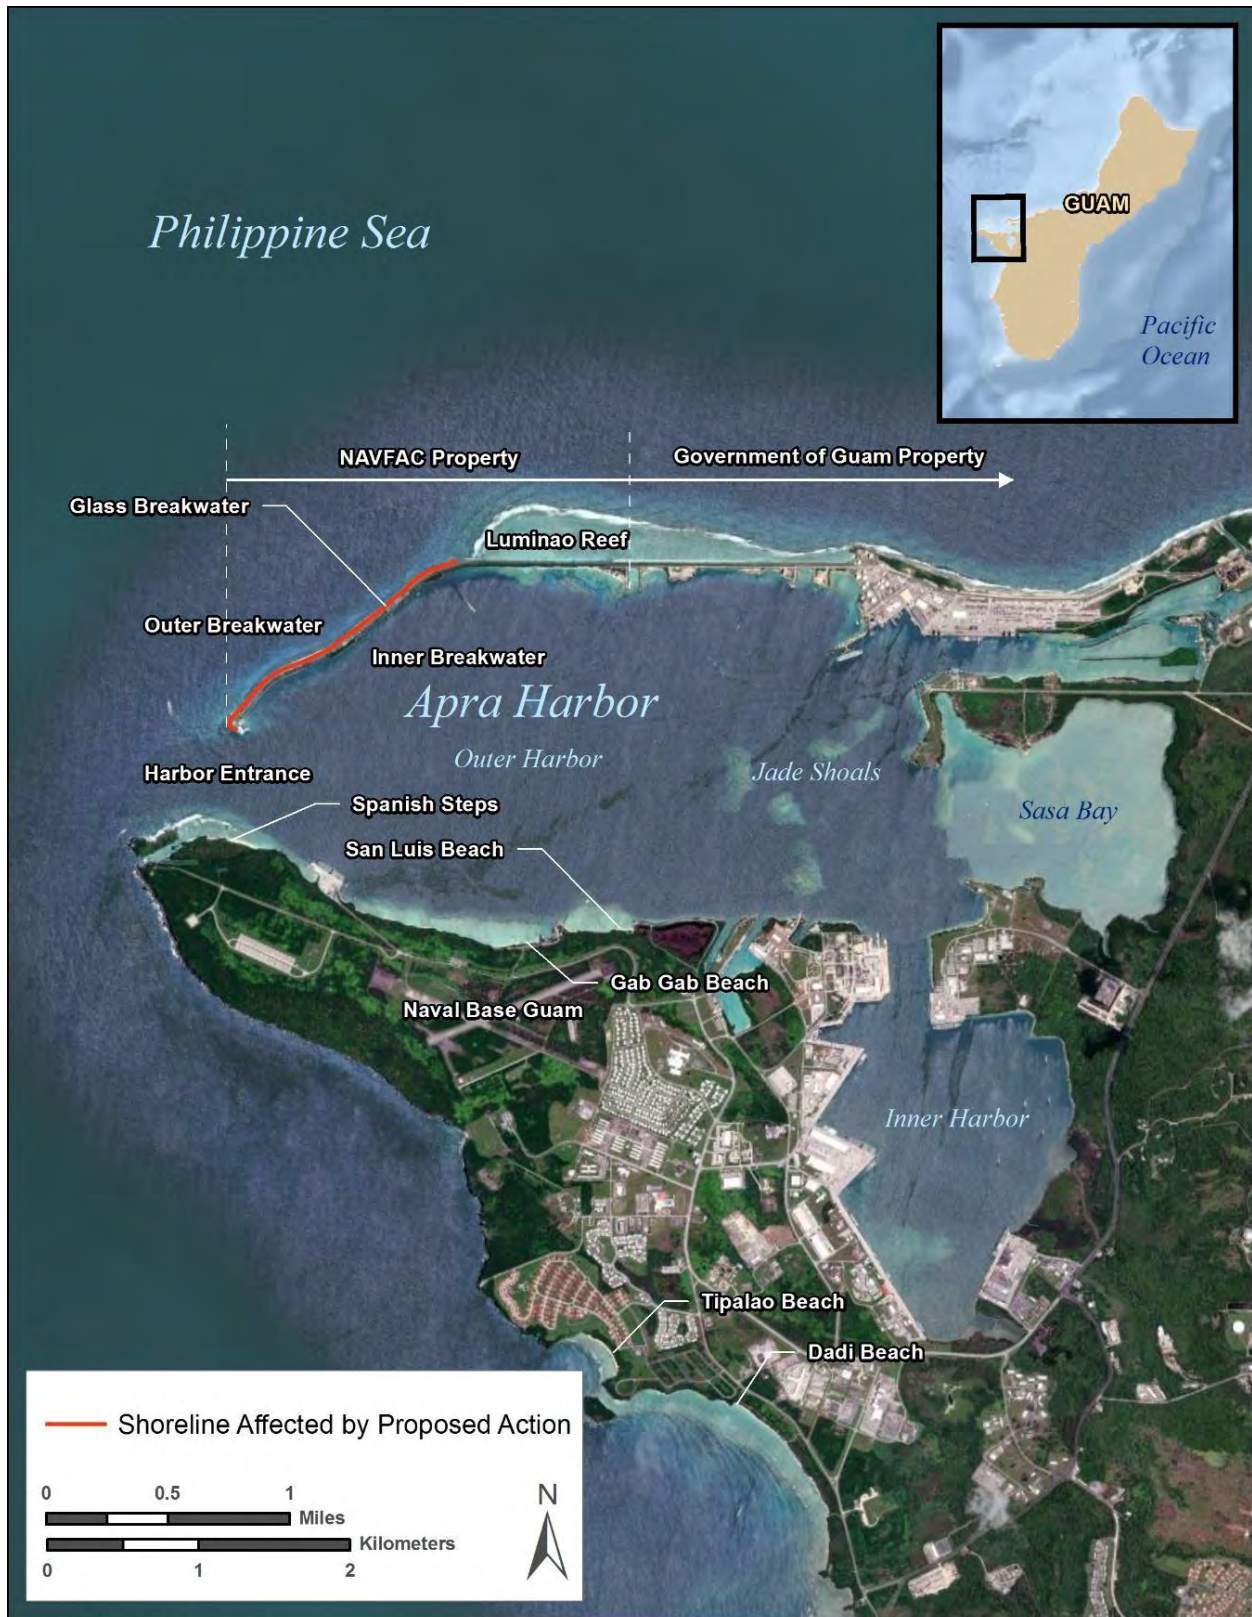 GUAM
Pacific
Ocean
Philippine Sea
NAVFAC Property
Government of Guam Property
Glass Breakwater
Luminao Reef
Outer Breakwater
Inner Breakwater
Apra Harbor
Outer Harbor
Jade Shoals
Harbor Entrance
Spanish Steps
Sasa Bay
San Luis Beach
Gab Gab Beach
Naval Base Guam
Inner Harbor
Tipalao Beach
Dadi Beach
Shoreline Affected by Proposed Action
0 0.5 1
Miles
Kilometers
0 1 2
N